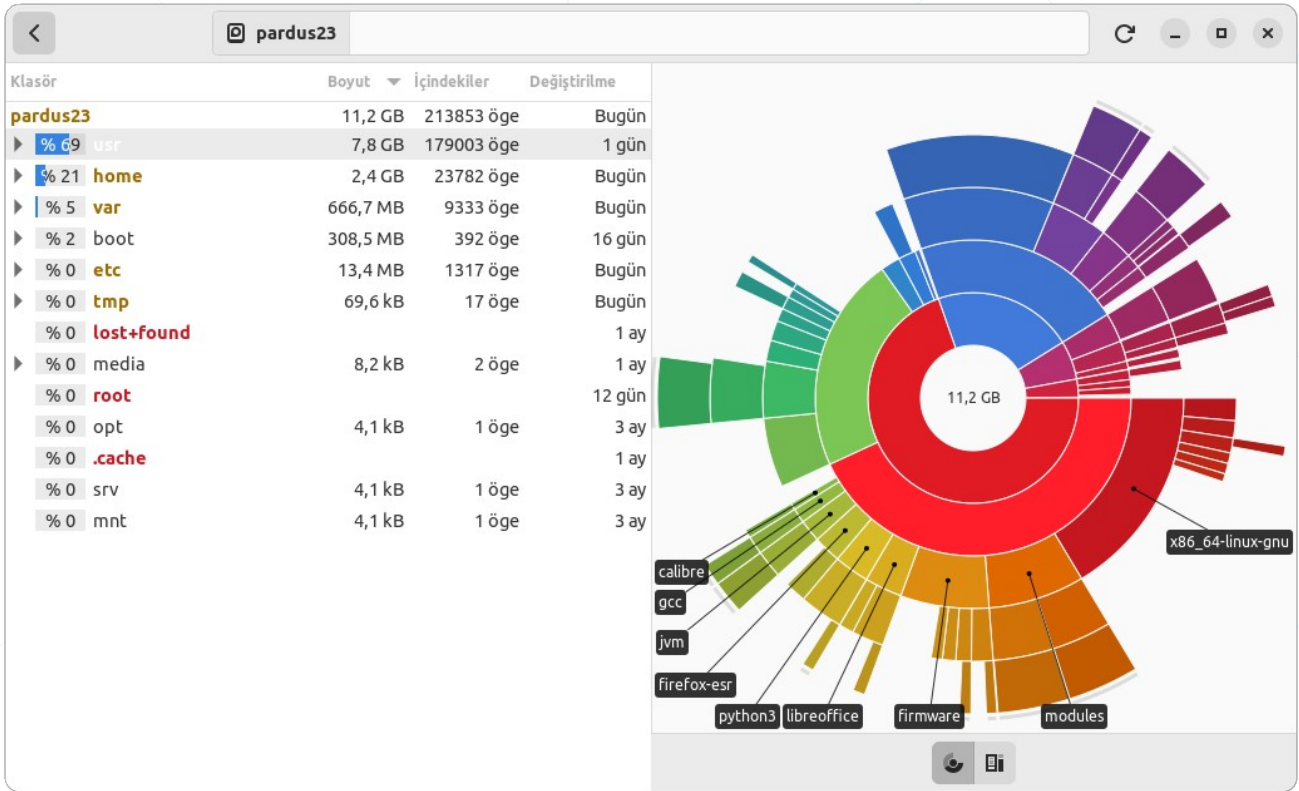 pardus23
Klasör Boyut İçindekiler Değiştirilme
pardus23 11,2 GB 213853 öge Bugün
% 69 usr 7,8 GB 179003 öge 1 gün
% 21 home 2,4 GB 23782 öge Bugün
% 5 var 666,7 MB 9333 öge Bugün
% 2 boot 308,5 MB 392 öge 16 gün
% 0 etc 13,4 MB 1317 öge Bugün
% 0 tmp 69,6 kB 17 öge Bugün
% 0 lost+found 1 ay
% 0 media 8,2 kB 2 öge 1 ay
% 0 root 12 gün
% 0 opt 4,1 kB 1 öge 3 ay
% 0 .cache 1 ay
% 0 srv 4,1 kB 1 öge 3 ay
% 0 mnt 4,1 kB 1 öge 3 ay
11,2 GB
x86_64-linux-gnu
calibre
gcc
jvm
firefox-esr
python3 libreoffice firmware modules